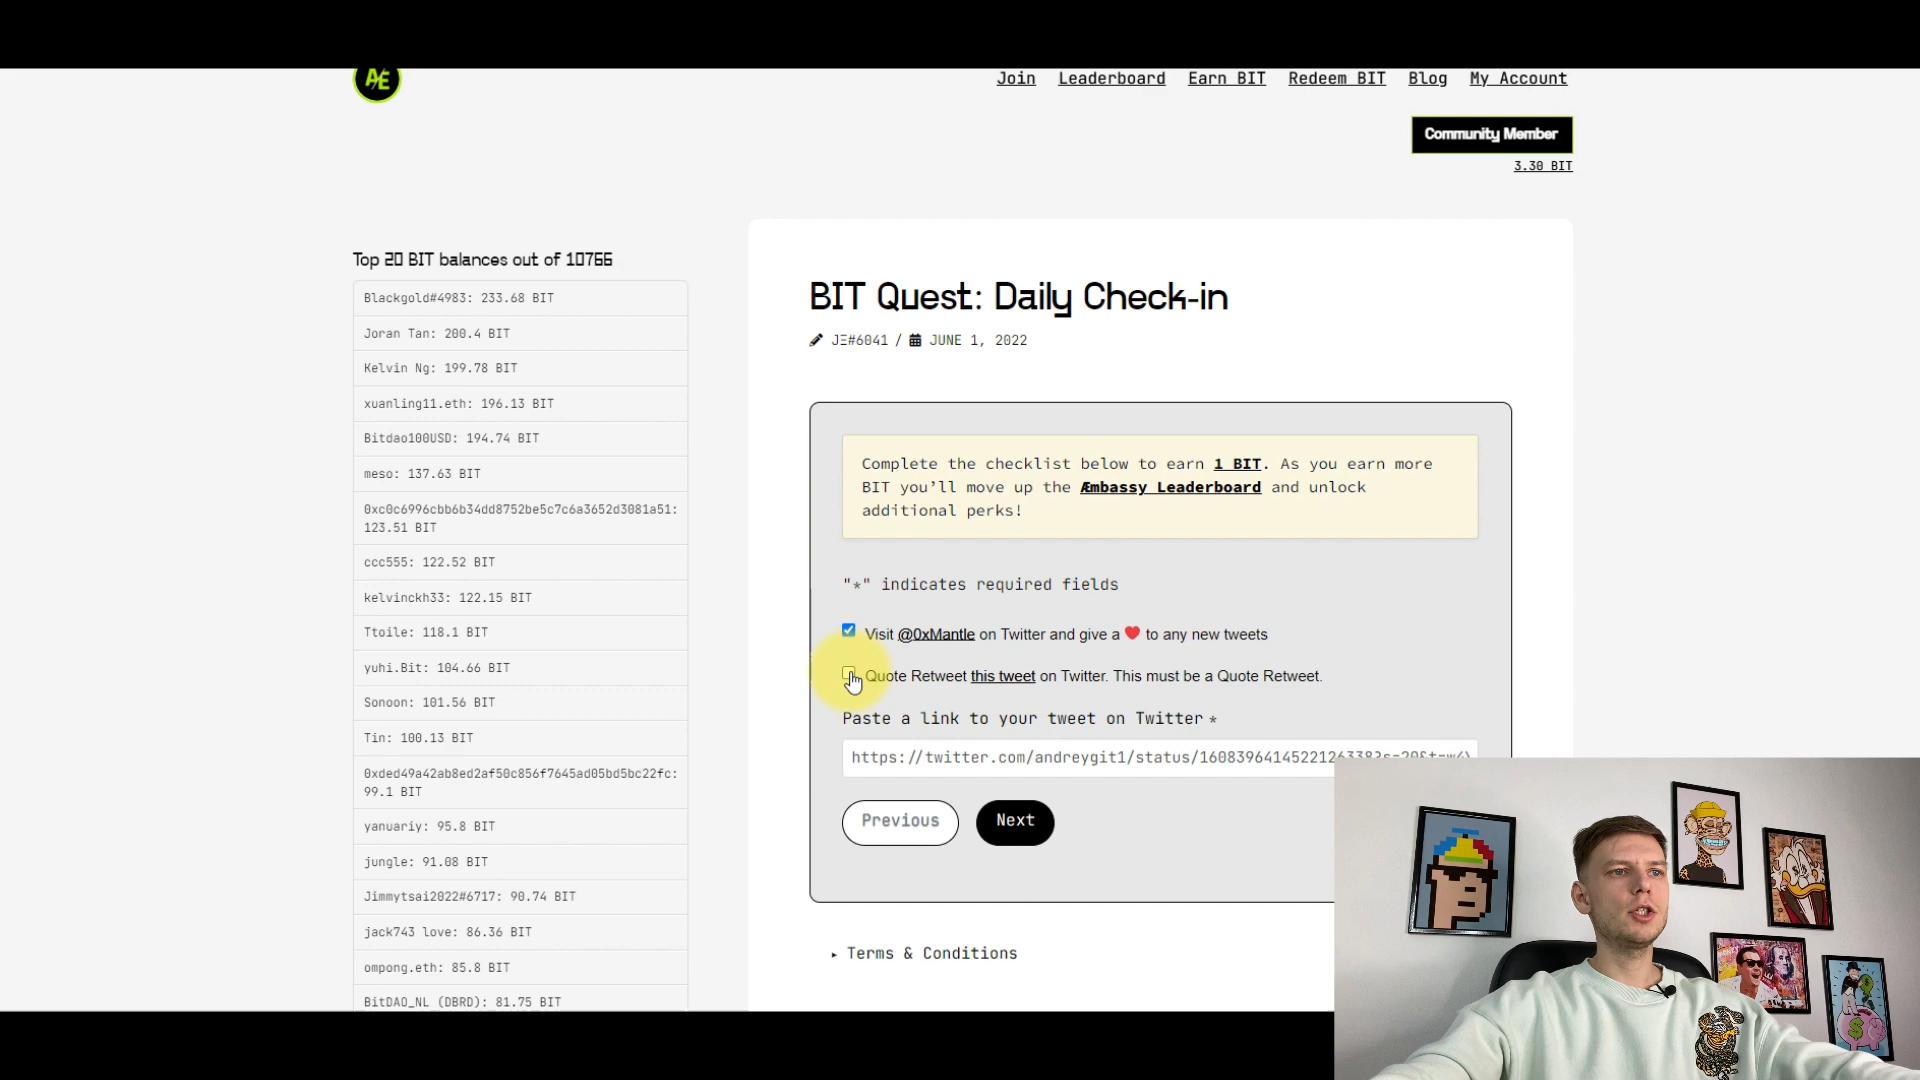 Æ
Join Leaderboard Earn BIT Redeem BIT Blog My Account
Community Member
3.30 BIT
Top 20 BIT balances out of 10766
Blackgold#4983: 233.68 BIT
Joran Tan: 200.4 BIT
Kelvin Ng: 199.78 BIT
xuanling11.eth: 196.13 BIT
Bitdao100USD: 194.74 BIT
meso: 137.63 BIT
0xc0c6996cbb6b34dd8752be5c7c6a3652d3081a51:
123.51 BIT
ccc555: 122.52 BIT
kelvinckh33: 122.15 BIT
Ttoile: 118.1 BIT
yuhi.Bit: 104.66 BIT
Sonoon: 101.56 BIT
Tin: 100.13 BIT
0xded49a42ab8ed2af50c856f7645ad05bd5bc22fc:
99.1 BIT
yanuariy: 95.8 BIT
jungle: 91.08 BIT
Jimmytsai2022#6717: 90.74 BIT
jack743 love: 86.36 BIT
ompong.eth: 85.8 BIT
BitDAO_NL (DBRD): 81.75 BIT
BIT Quest: Daily Check-in
JΞ#6041 / JUNE 1, 2022
Complete the checklist below to earn 1 BIT. As you earn more
BIT you'll move up the Æmbassy Leaderboard and unlock
additional perks!
"*" indicates required fields
Visit @0xMantle on Twitter and give a ❤️ to any new tweets
Quote Retweet this tweet on Twitter. This must be a Quote Retweet.
Paste a link to your tweet on Twitter *
https://twitter.com/andreygit1/status/1608396414522126338?s=20&t=w4
Previous Next
▸ Terms & Conditions